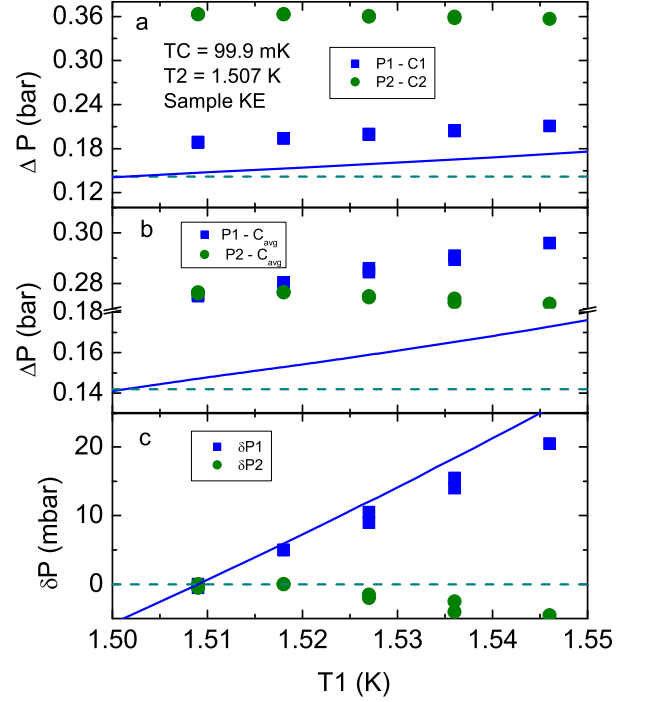 0.36
0.30
0.24
0.18
0.12
Δ P (bar)
a
TC = 99.9 mK
T2 = 1.507 K
Sample KE
P1 - C1
P2 - C2
0.30
0.28
0.18
0.16
0.14
ΔP (bar)
b
P1 - Cavg
P2 - Cavg
20
10
0
δP (mbar)
c
δP1
δP2
1.50 1.51 1.52 1.53 1.54 1.55
T1 (K)